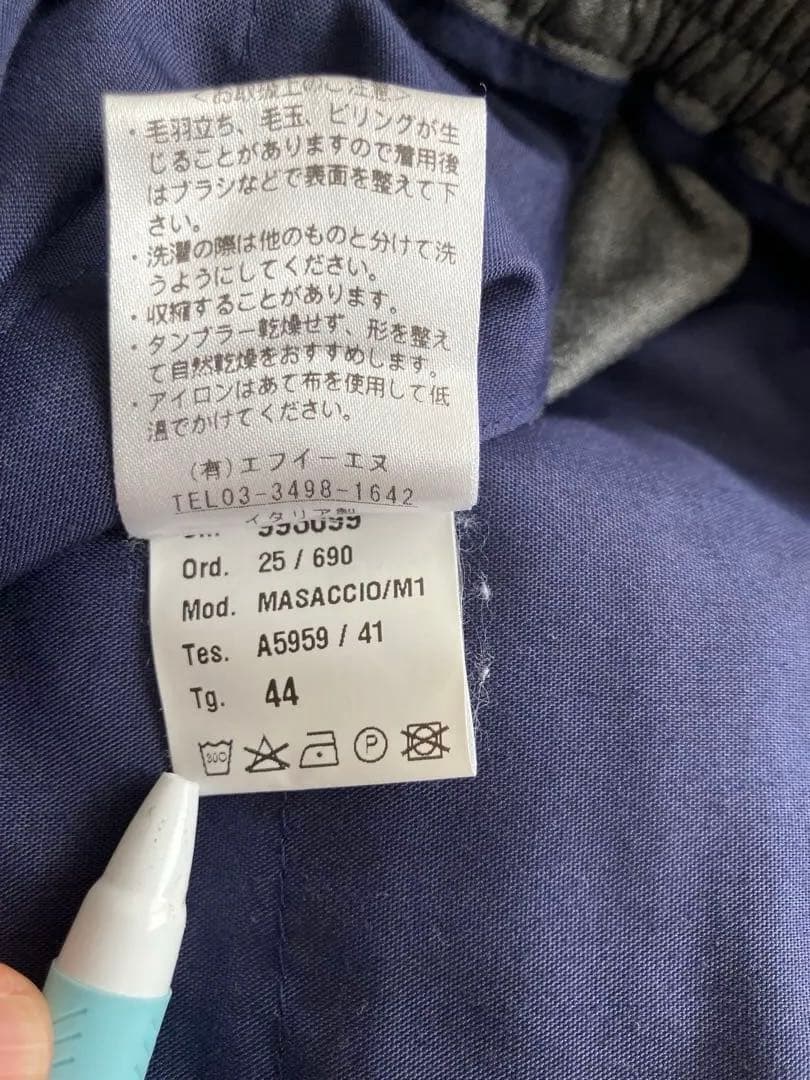 <お取扱上のご注意>
・毛羽立ち、毛玉、ピリングが生
じることがありますので着用後
はブラシなどで表面を整えて下
さい。
・洗濯の際は他のものと分けて洗
うようにしてください。
・収縮することがあります。
・タンブラー乾燥せず、形を整え
て自然乾燥をおすすめします。
・アイロンはあて布を使用して低
温でかけてください。
(有)エフイーエヌ
TEL03-3498-1642
イタリア製
Ord. 25 / 690
Mod. MASACCIO/M1
Tes. A5959 / 41
Tg. 44
300 P